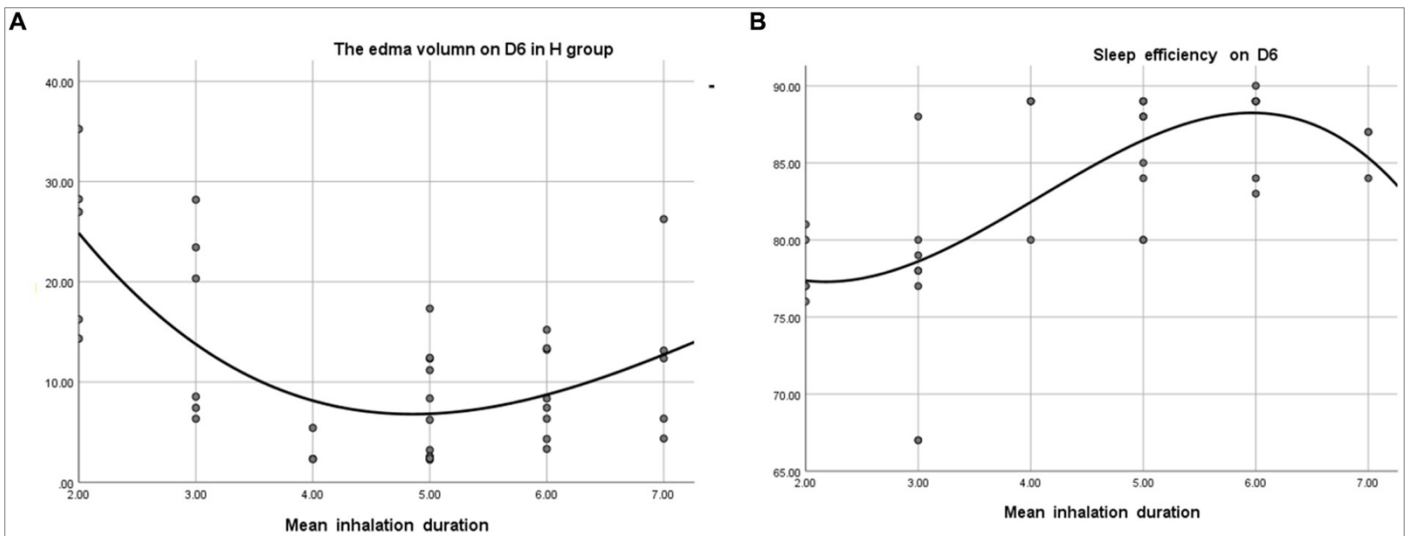 A
The edma volumn on D6 in H group
40.00
30.00
20.00
10.00
.00
2.00 3.00 4.00 5.00 6.00 7.00
Mean inhalation duration
B
Sleep efficiency on D6
-
90.00
85.00
80.00
75.00
70.00
65.00
2.00 3.00 4.00 5.00 6.00 7.00
Mean inhalation duration